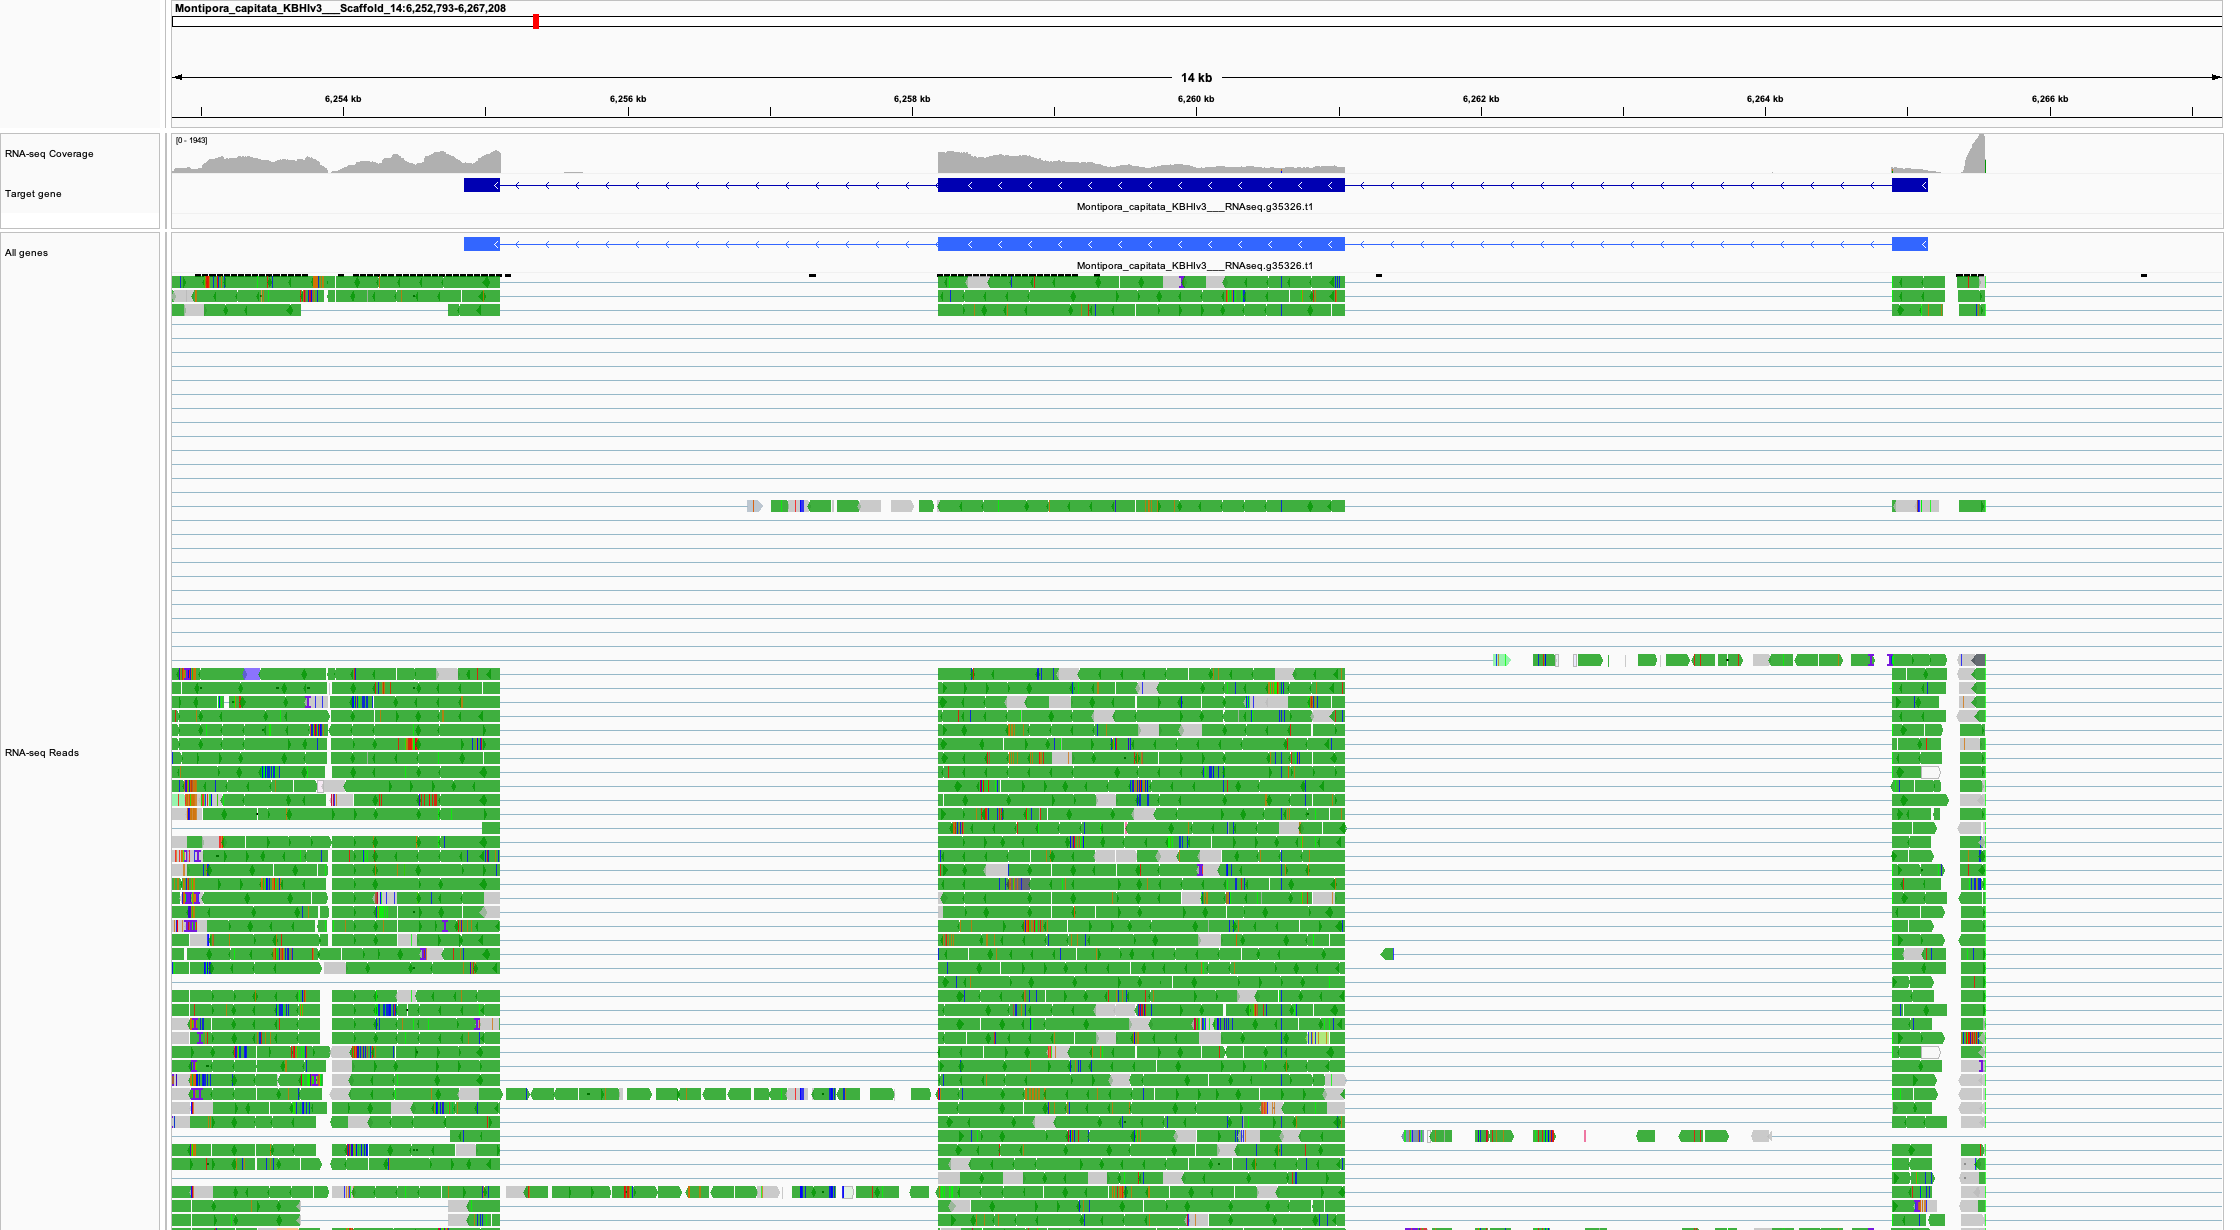 Montipora_capitata_KBHIv3___Scaffold_14:6,252,793-6,267,208
14 kb
6,254 kb 6,256 kb 6,258 kb 6,260 kb 6,262 kb 6,264 kb 6,266 kb
[0 - 1943]
RNA-seq Coverage
Target gene
Montipora_capitata_KBHIv3___RNAseq.g35326.t1
All genes
Montipora_capitata_KBHIv3___RNAseq.g35326.t1
RNA-seq Reads